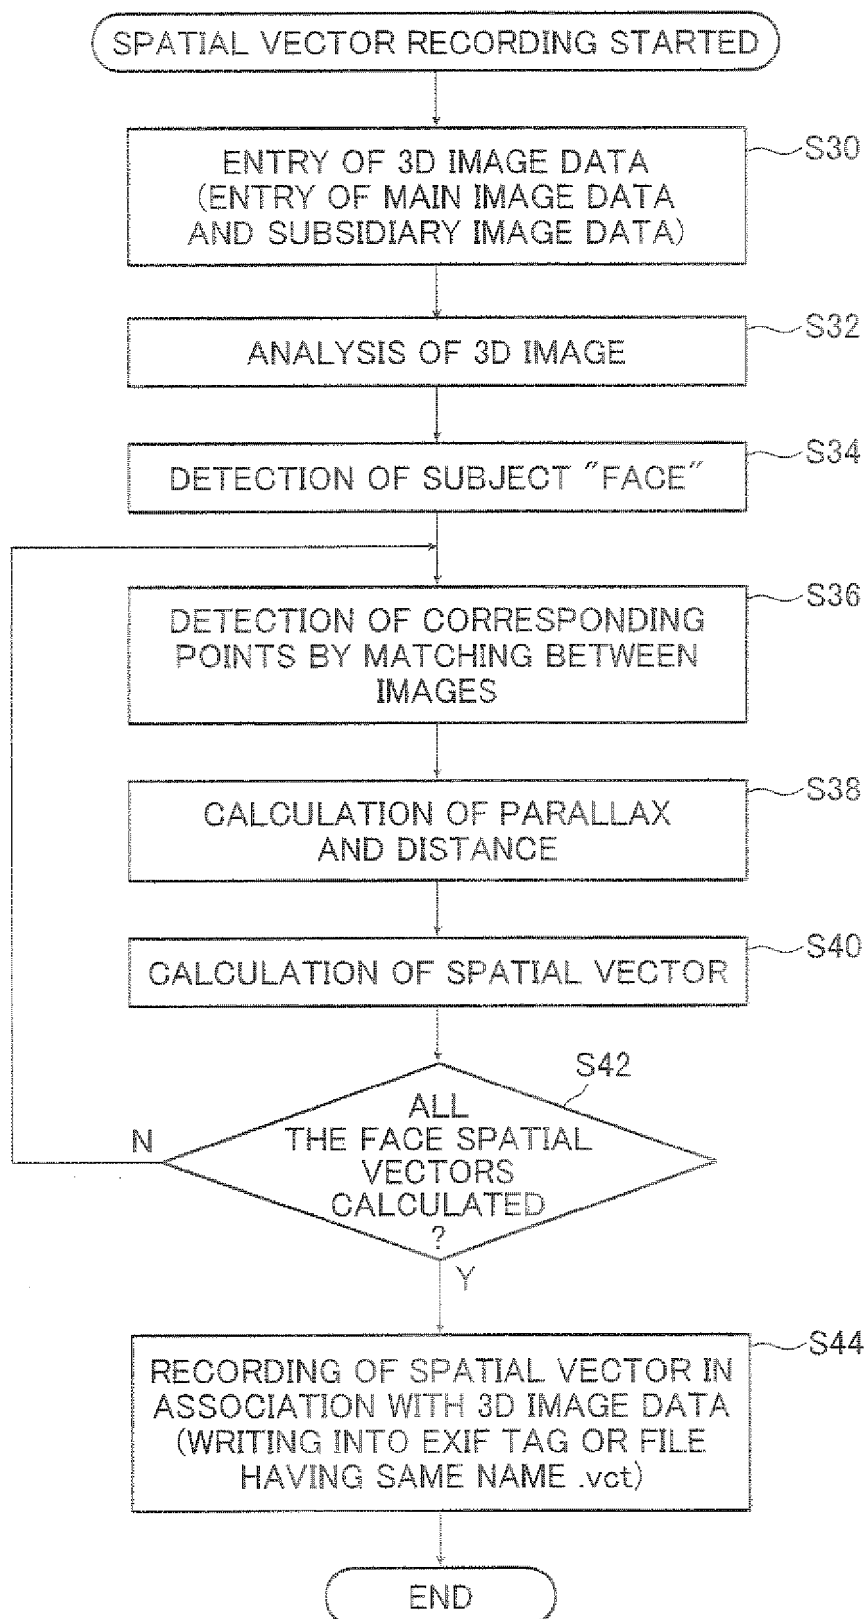 SPATIAL VECTOR RECORDING STARTED
S30
ENTRY OF 3D IMAGE DATA
(ENTRY OF MAIN IMAGE DATA
AND SUBSIDIARY IMAGE DATA)
S32
ANALYSIS OF 3D IMAGE
S34
DETECTION OF SUBJECT "FACE"
S36
DETECTION OF CORRESPONDING
POINTS BY MATCHING BETWEEN
IMAGES
S38
CALCULATION OF PARALLAX
AND DISTANCE
S40
CALCULATION OF SPATIAL VECTOR
S42
N
ALL
THE FACE SPATIAL
VECTORS
CALCULATED
?
Y
S44
RECORDING OF SPATIAL VECTOR IN
ASSOCIATION WITH 3D IMAGE DATA
(WRITING INTO EXIF TAG OR FILE
HAVING SAME NAME .vct)
END